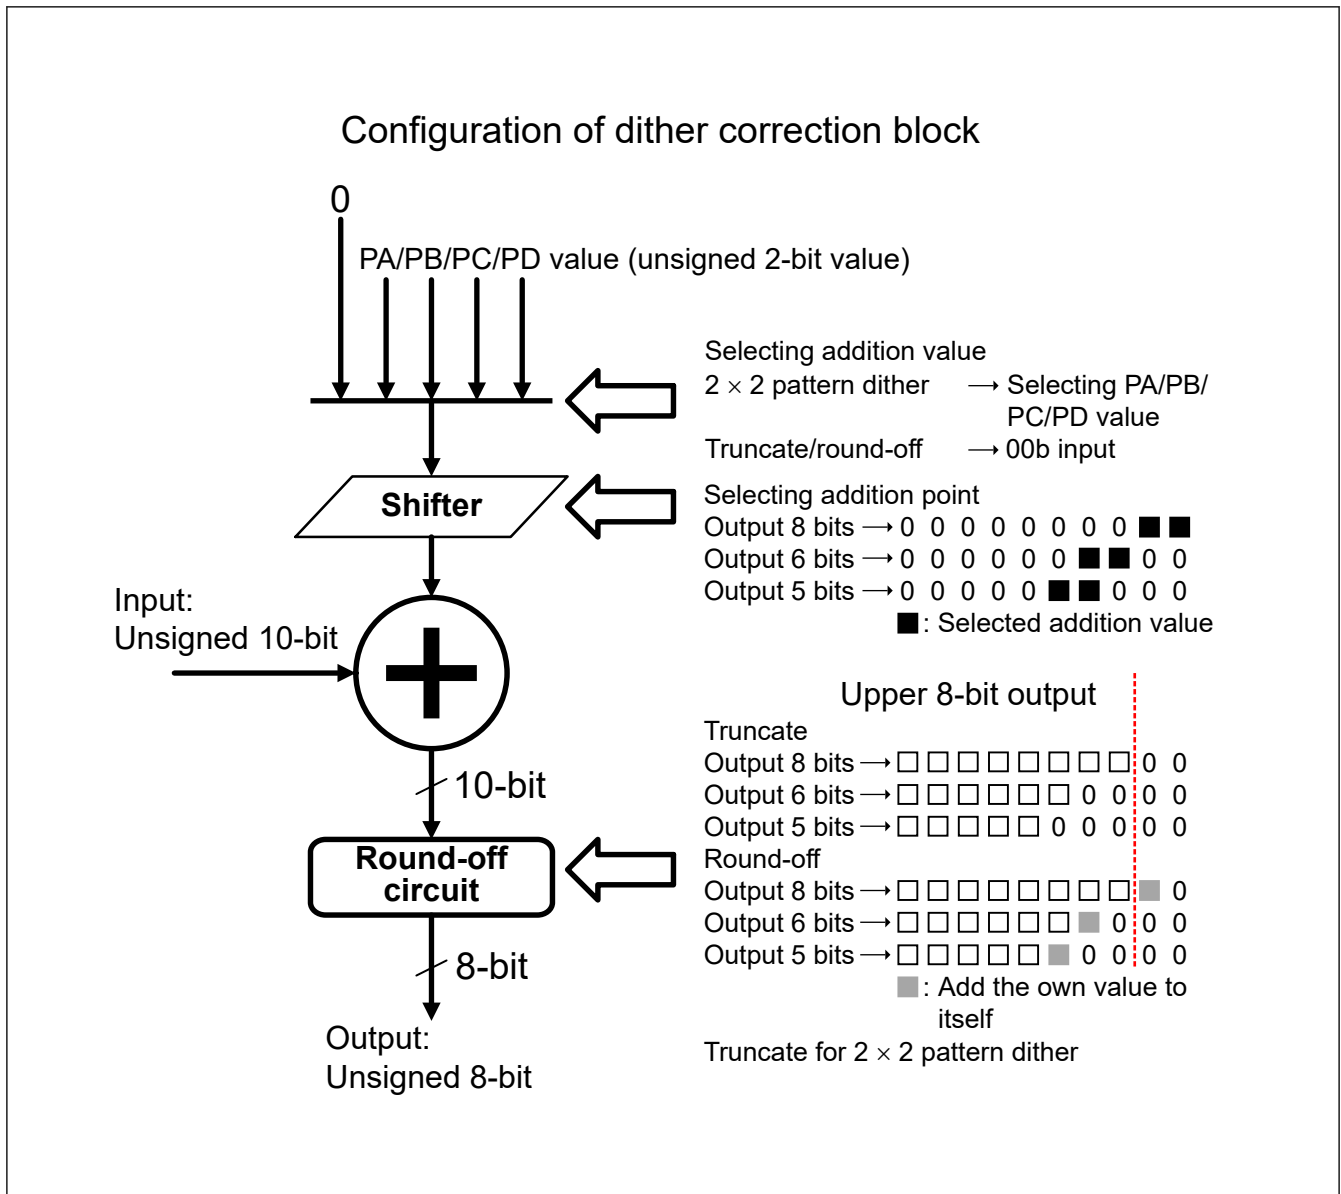 Configuration of dither correction block
0
PA/PB/PC/PD value (unsigned 2-bit value)
Selecting addition value
2 × 2 pattern dither → Selecting PA/PB/
PC/PD value
Truncate/round-off → 00b input
Shifter
Selecting addition point
Output 8 bits → 0 0 0 0 0 0 0 0 ■ ■
Output 6 bits → 0 0 0 0 0 0 ■ ■ 0 0
Output 5 bits → 0 0 0 0 0 ■ ■ 0 0 0
■ : Selected addition value
Input:
Unsigned 10-bit
Upper 8-bit output
Truncate
Output 8 bits → □ □ □ □ □ □ □ □ 0 0
Output 6 bits → □ □ □ □ □ □ 0 0 0 0
Output 5 bits → □ □ □ □ □ 0 0 0 0 0
10-bit
Round-off
circuit
Round-off
Output 8 bits → □ □ □ □ □ □ □ □ ■ 0
Output 6 bits → □ □ □ □ □ □ ■ 0 0 0
Output 5 bits → □ □ □ □ □ ■ 0 0 0 0
■ : Add the own value to
itself
8-bit
Output:
Unsigned 8-bit
Truncate for 2 × 2 pattern dither